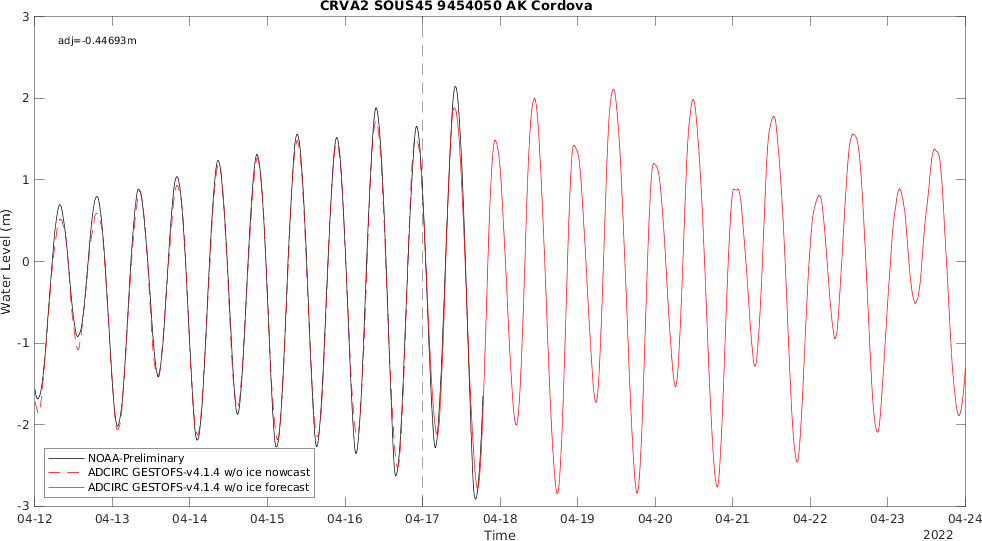 CRVA2 SOUS45 9454050 AK Cordova
adj=-0.44693m
3
2
1
0
-1
-2
-3
Water Level (m)
NOAA-Preliminary
ADCIRC GESTOFS-v4.1.4 w/o ice nowcast
ADCIRC GESTOFS-v4.1.4 w/o ice forecast
04-12 04-13 04-14 04-15 04-16 04-17 04-18 04-19 04-20 04-21 04-22 04-23 04-24
Time
2022